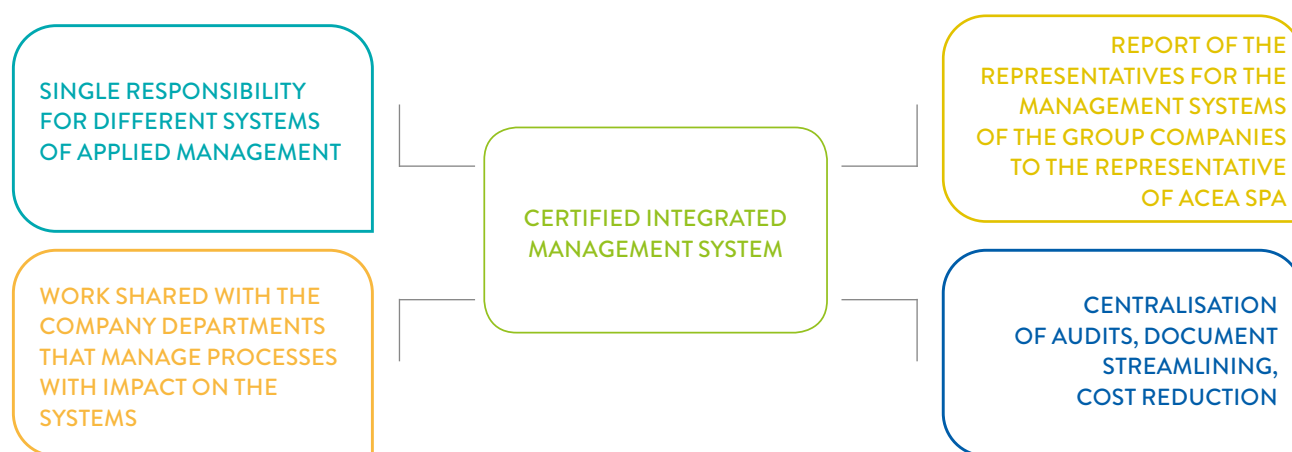 SINGLE RESPONSIBILITY
FOR DIFFERENT SYSTEMS
OF APPLIED MANAGEMENT
WORK SHARED WITH THE
COMPANY DEPARTMENTS
THAT MANAGE PROCESSES
WITH IMPACT ON THE
SYSTEMS
CERTIFIED INTEGRATED
MANAGEMENT SYSTEM
REPORT OF THE
REPRESENTATIVES FOR THE
MANAGEMENT SYSTEMS
OF THE GROUP COMPANIES
TO THE REPRESENTATIVE
OF ACEA SPA
CENTRALISATION
OF AUDITS, DOCUMENT
STREAMLINING,
COST REDUCTION